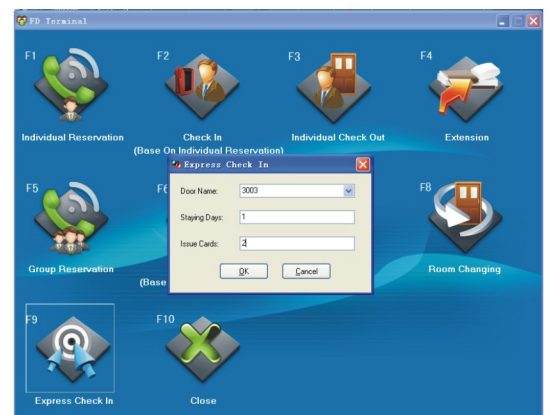 FD Terminal
F1
F2
F3
F4
Individual Reservation
Check In
(Base On Individual Reservation)
Individual Check Out
Extension
Express Check In
Door Name: 3003
Staying Days: 1
Issue Cards: 2
OK
Cancel
F5
F8
Group Reservation
(Base
Room Changing
F9
F10
Express Check In
Close